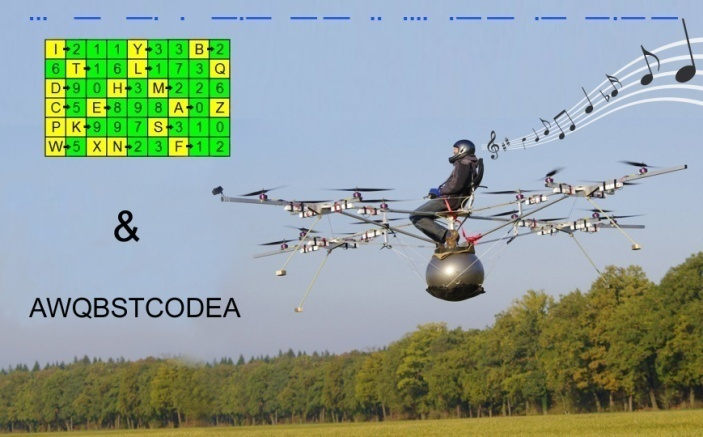 ... — —. . .—.. —— .—.. .. .... ——— .—. .—— ———
I→2 1 1 Y→3 3 B→2
6 T→1 6 L→1 7 3 Q
D→9 0 H→3 M→2 2 6
C→5 E→8 9 8 A→0 Z
P K→9 9 7 S→3 1 0
W→5 X N→2 3 F→1 2
&
AWQBSTCODEA